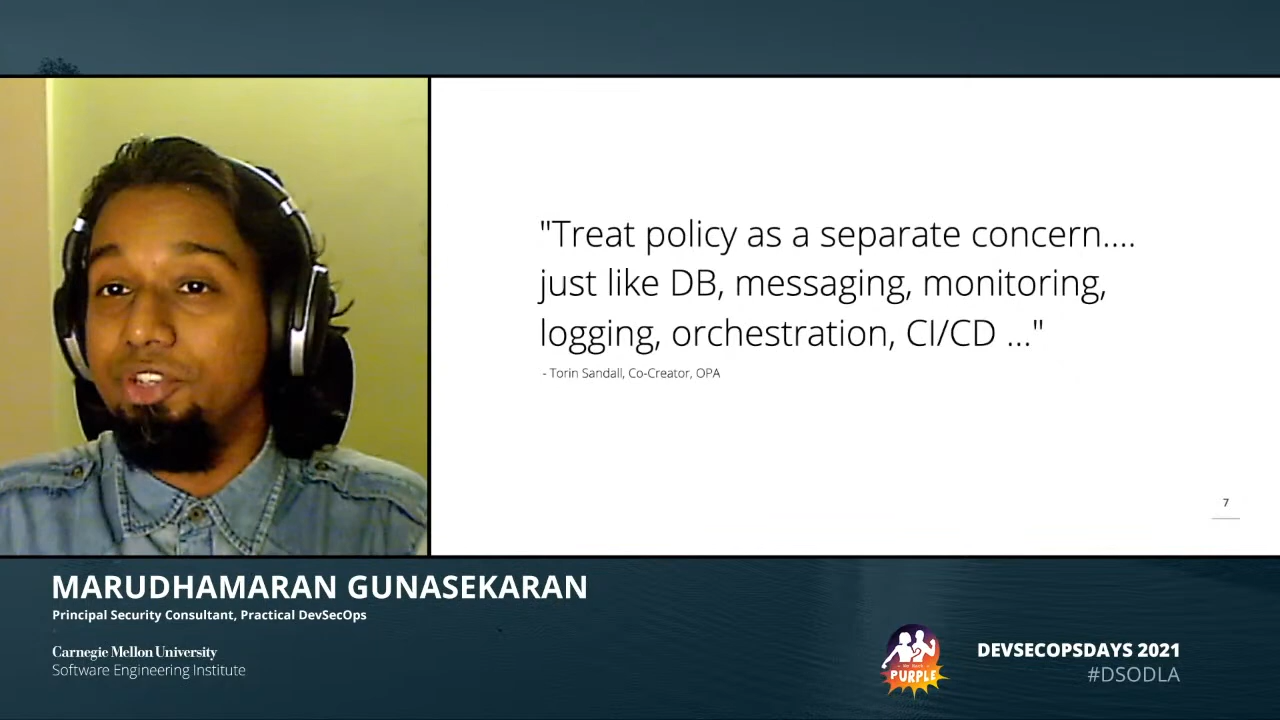 "Treat policy as a separate concern....
just like DB, messaging, monitoring,
logging, orchestration, CI/CD ..."
- Torin Sandall, Co-Creator, OPA
7
MARUDHAMARAN GUNASEKARAN
Principal Security Consultant, Practical DevSecOps
Carnegie Mellon University
Software Engineering Institute
PURPLE
DEVSECOPSDAYS 2021
#DSODLA